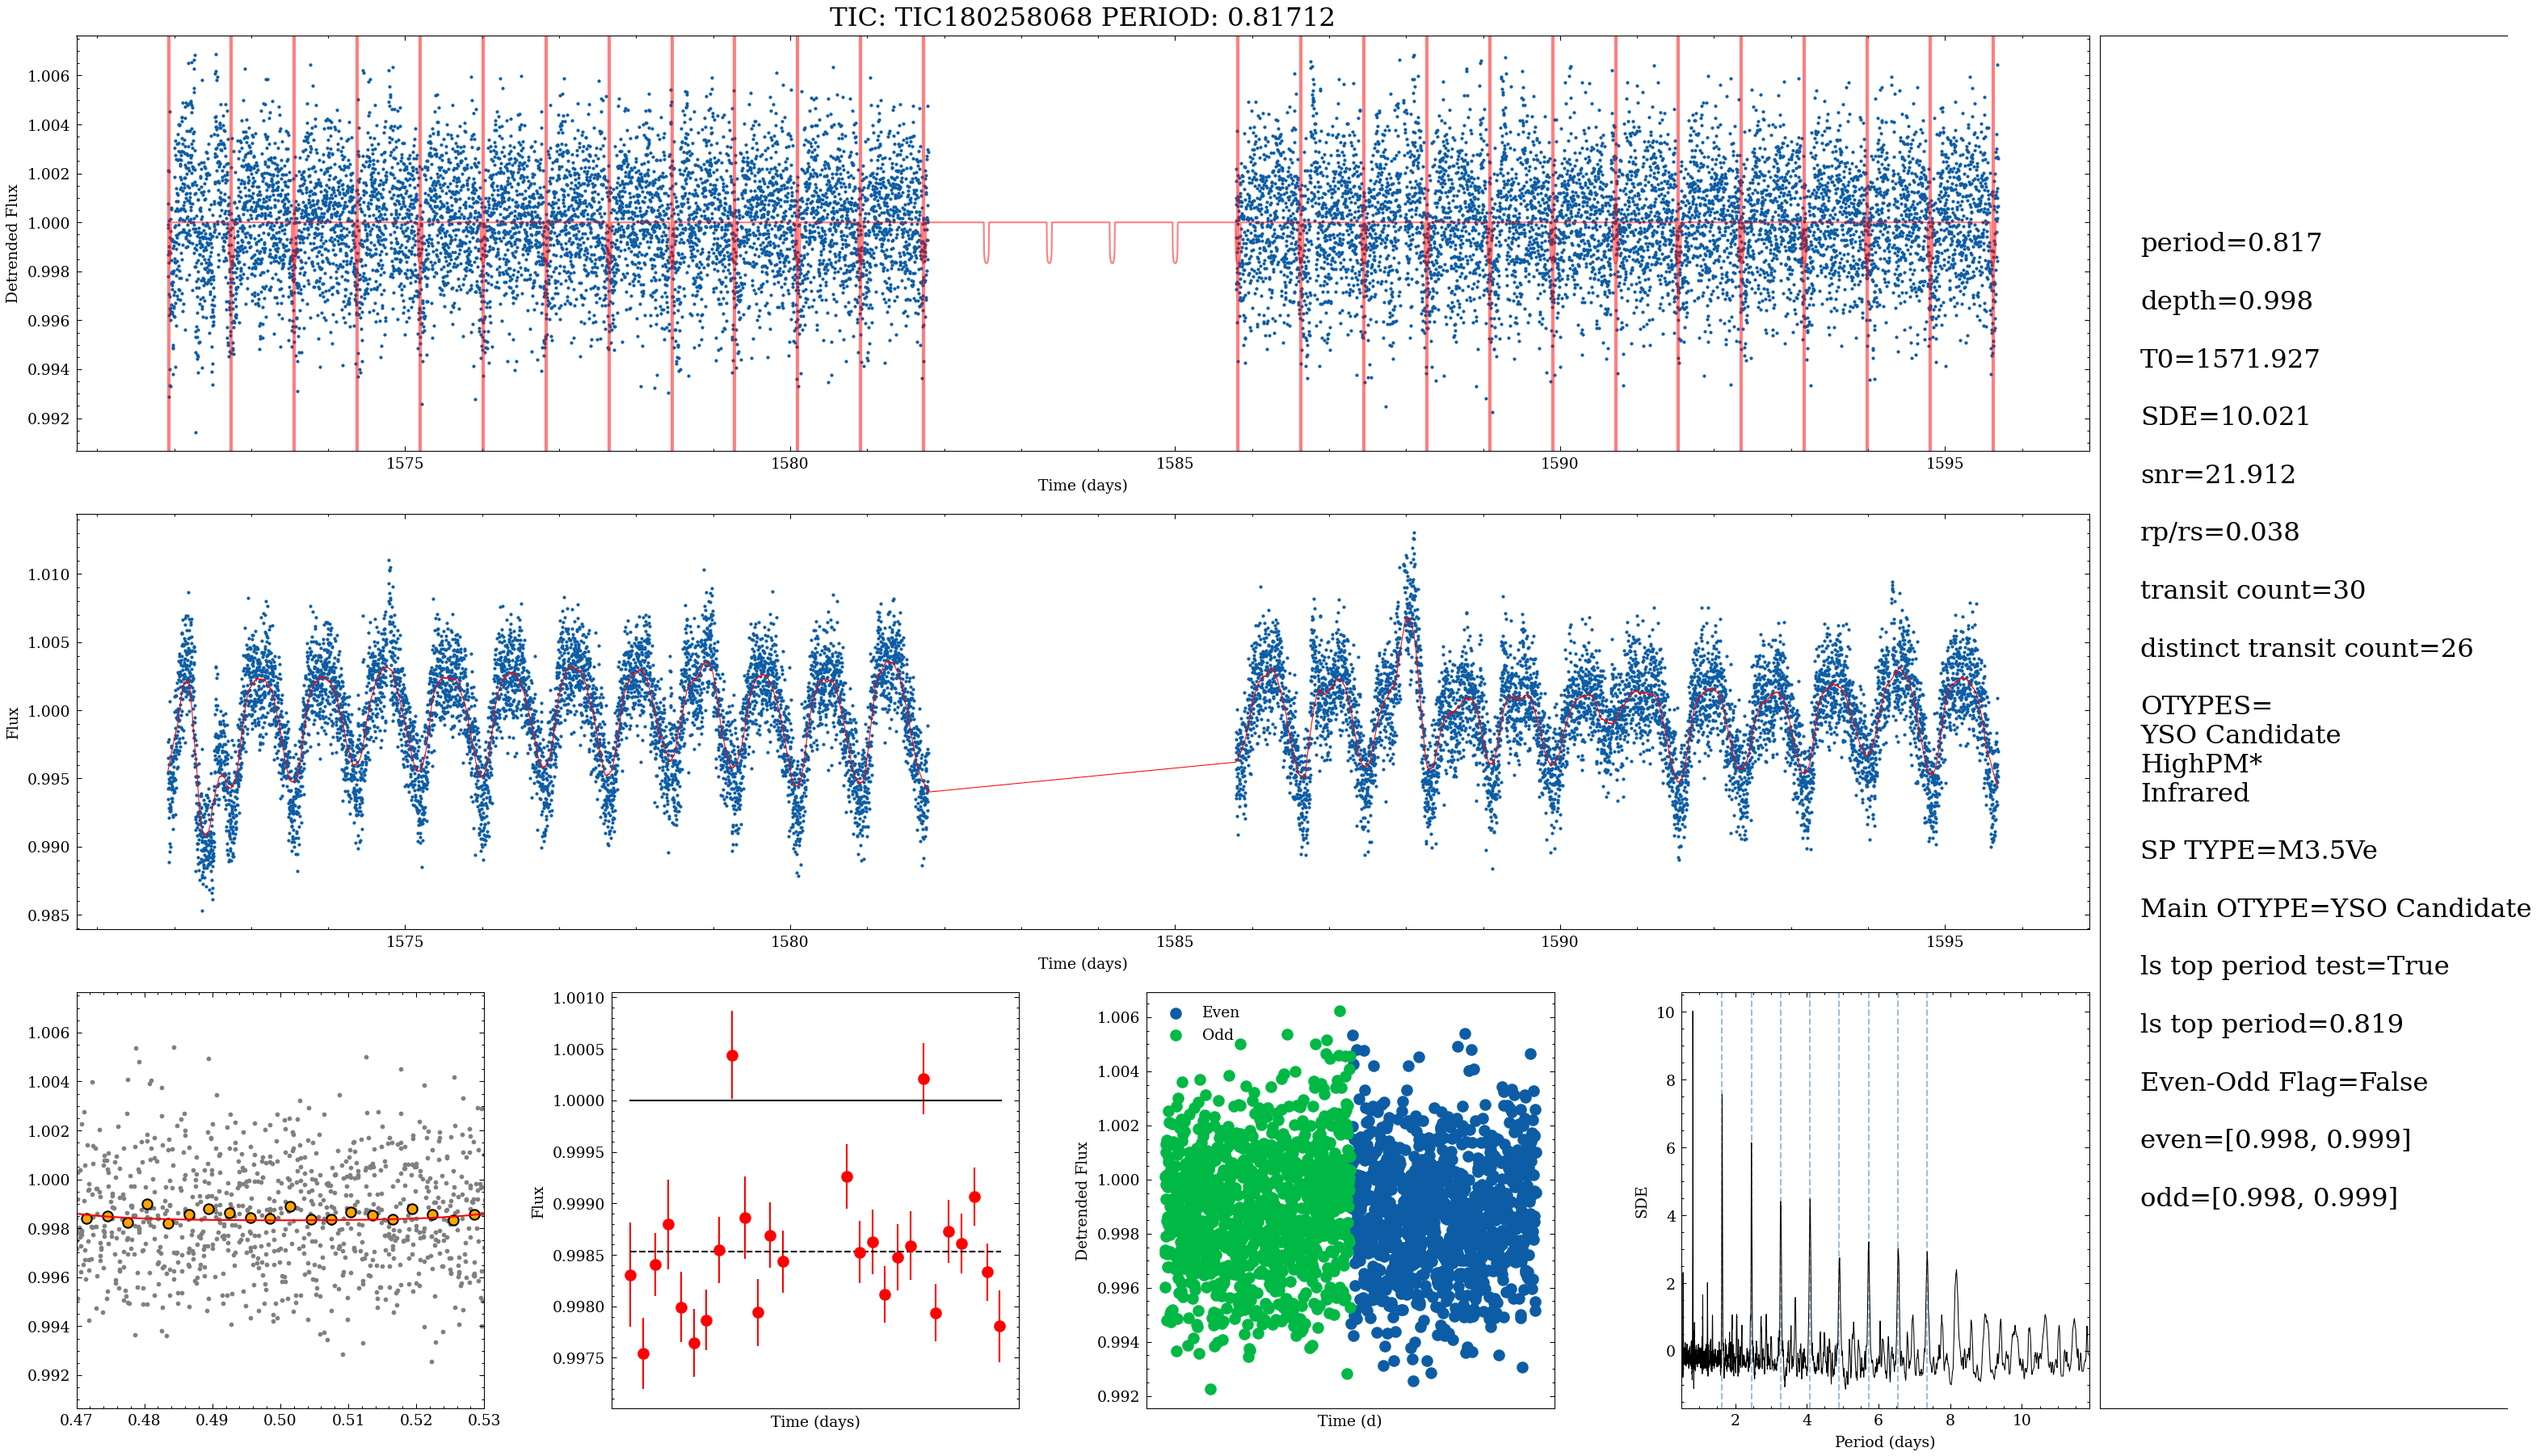 TIC: TIC180258068 PERIOD: 0.81712
1.006
1.004
1.002
1.000
0.998
0.996
0.994
0.992
Detrended Flux
1575
1580
1585
1590
1595
Time (days)
1.010
1.005
1.000
0.995
0.990
0.985
Flux
1575
1580
1585
1590
1595
Time (days)
1.006
1.004
1.002
1.000
0.998
0.996
0.994
0.992
0.47
0.48
0.49
0.50
0.51
0.52
0.53
1.0010
1.0005
1.0000
0.9995
0.9990
0.9985
0.9980
0.9975
Flux
Time (days)
Even
Odd
1.006
1.004
1.002
1.000
0.998
0.996
0.994
0.992
Detrended Flux
Time (d)
10
8
6
4
2
0
SDE
2
4
6
8
10
Period (days)
period=0.817
depth=0.998
T0=1571.927
SDE=10.021
snr=21.912
rp/rs=0.038
transit count=30
distinct transit count=26
OTYPES=
YSO Candidate
HighPM*
Infrared
SP TYPE=M3.5Ve
Main OTYPE=YSO Candidate
ls top period test=True
ls top period=0.819
Even-Odd Flag=False
even=[0.998, 0.999]
odd=[0.998, 0.999]